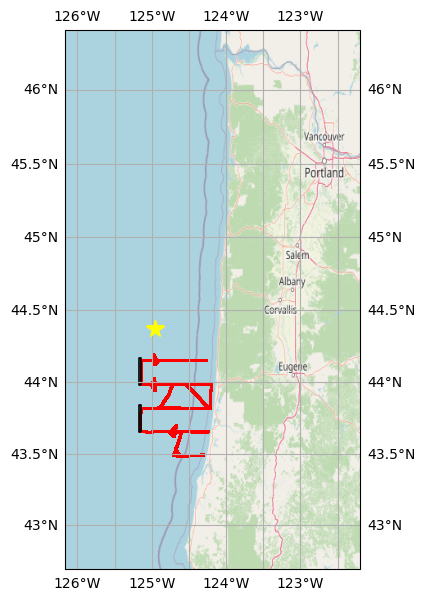 126°W 125°W 124°W 123°W
46°N 46°N
Vancouver
45.5°N 45.5°N
Portland
45°N 45°N
Salem
Albany
44.5°N 44.5°N
Corvallis
Eugene
44°N 44°N
43.5°N 43.5°N
43°N 43°N
126°W 125°W 124°W 123°W